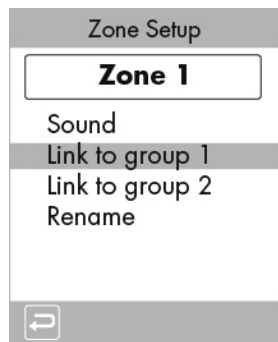 Zone Setup
Zone 1
Sound
Link to group 1
Link to group 2
Rename